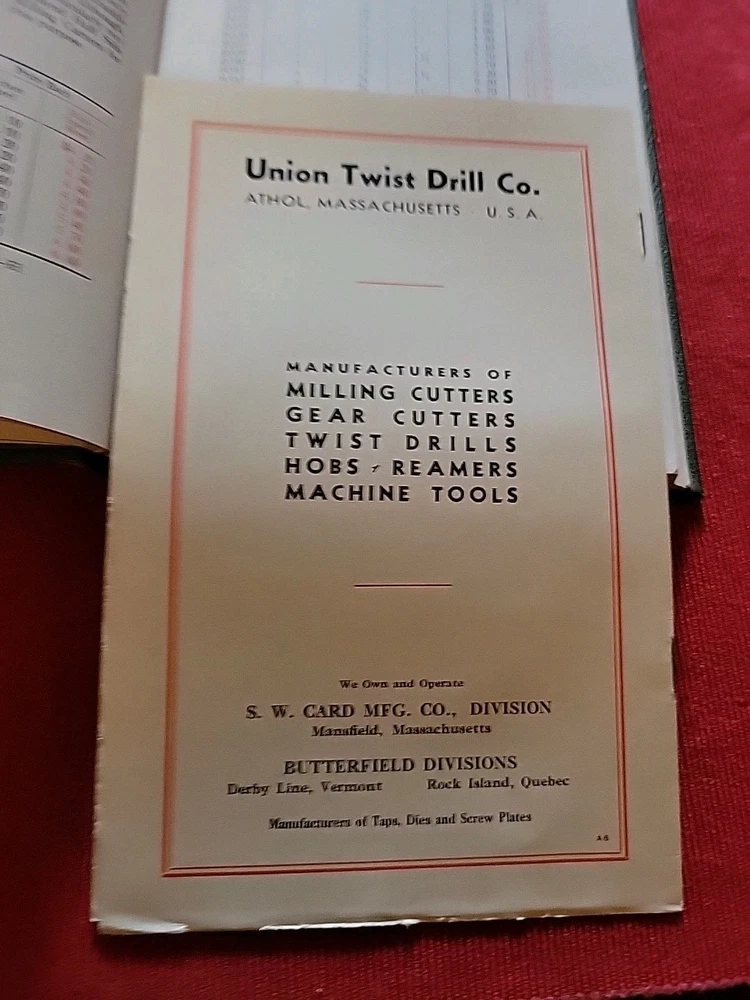 Union Twist Drill Co.
ATHOL, MASSACHUSETTS · U. S. A.
MANUFACTURERS OF
MILLING CUTTERS
GEAR CUTTERS
TWIST DRILLS
HOBS · REAMERS
MACHINE TOOLS
We Own and Operate
S. W. CARD MFG. CO., DIVISION
Mansfield, Massachusetts
BUTTERFIELD DIVISIONS
Derby Line, Vermont Rock Island, Quebec
Manufacturers of Taps, Dies and Screw Plates